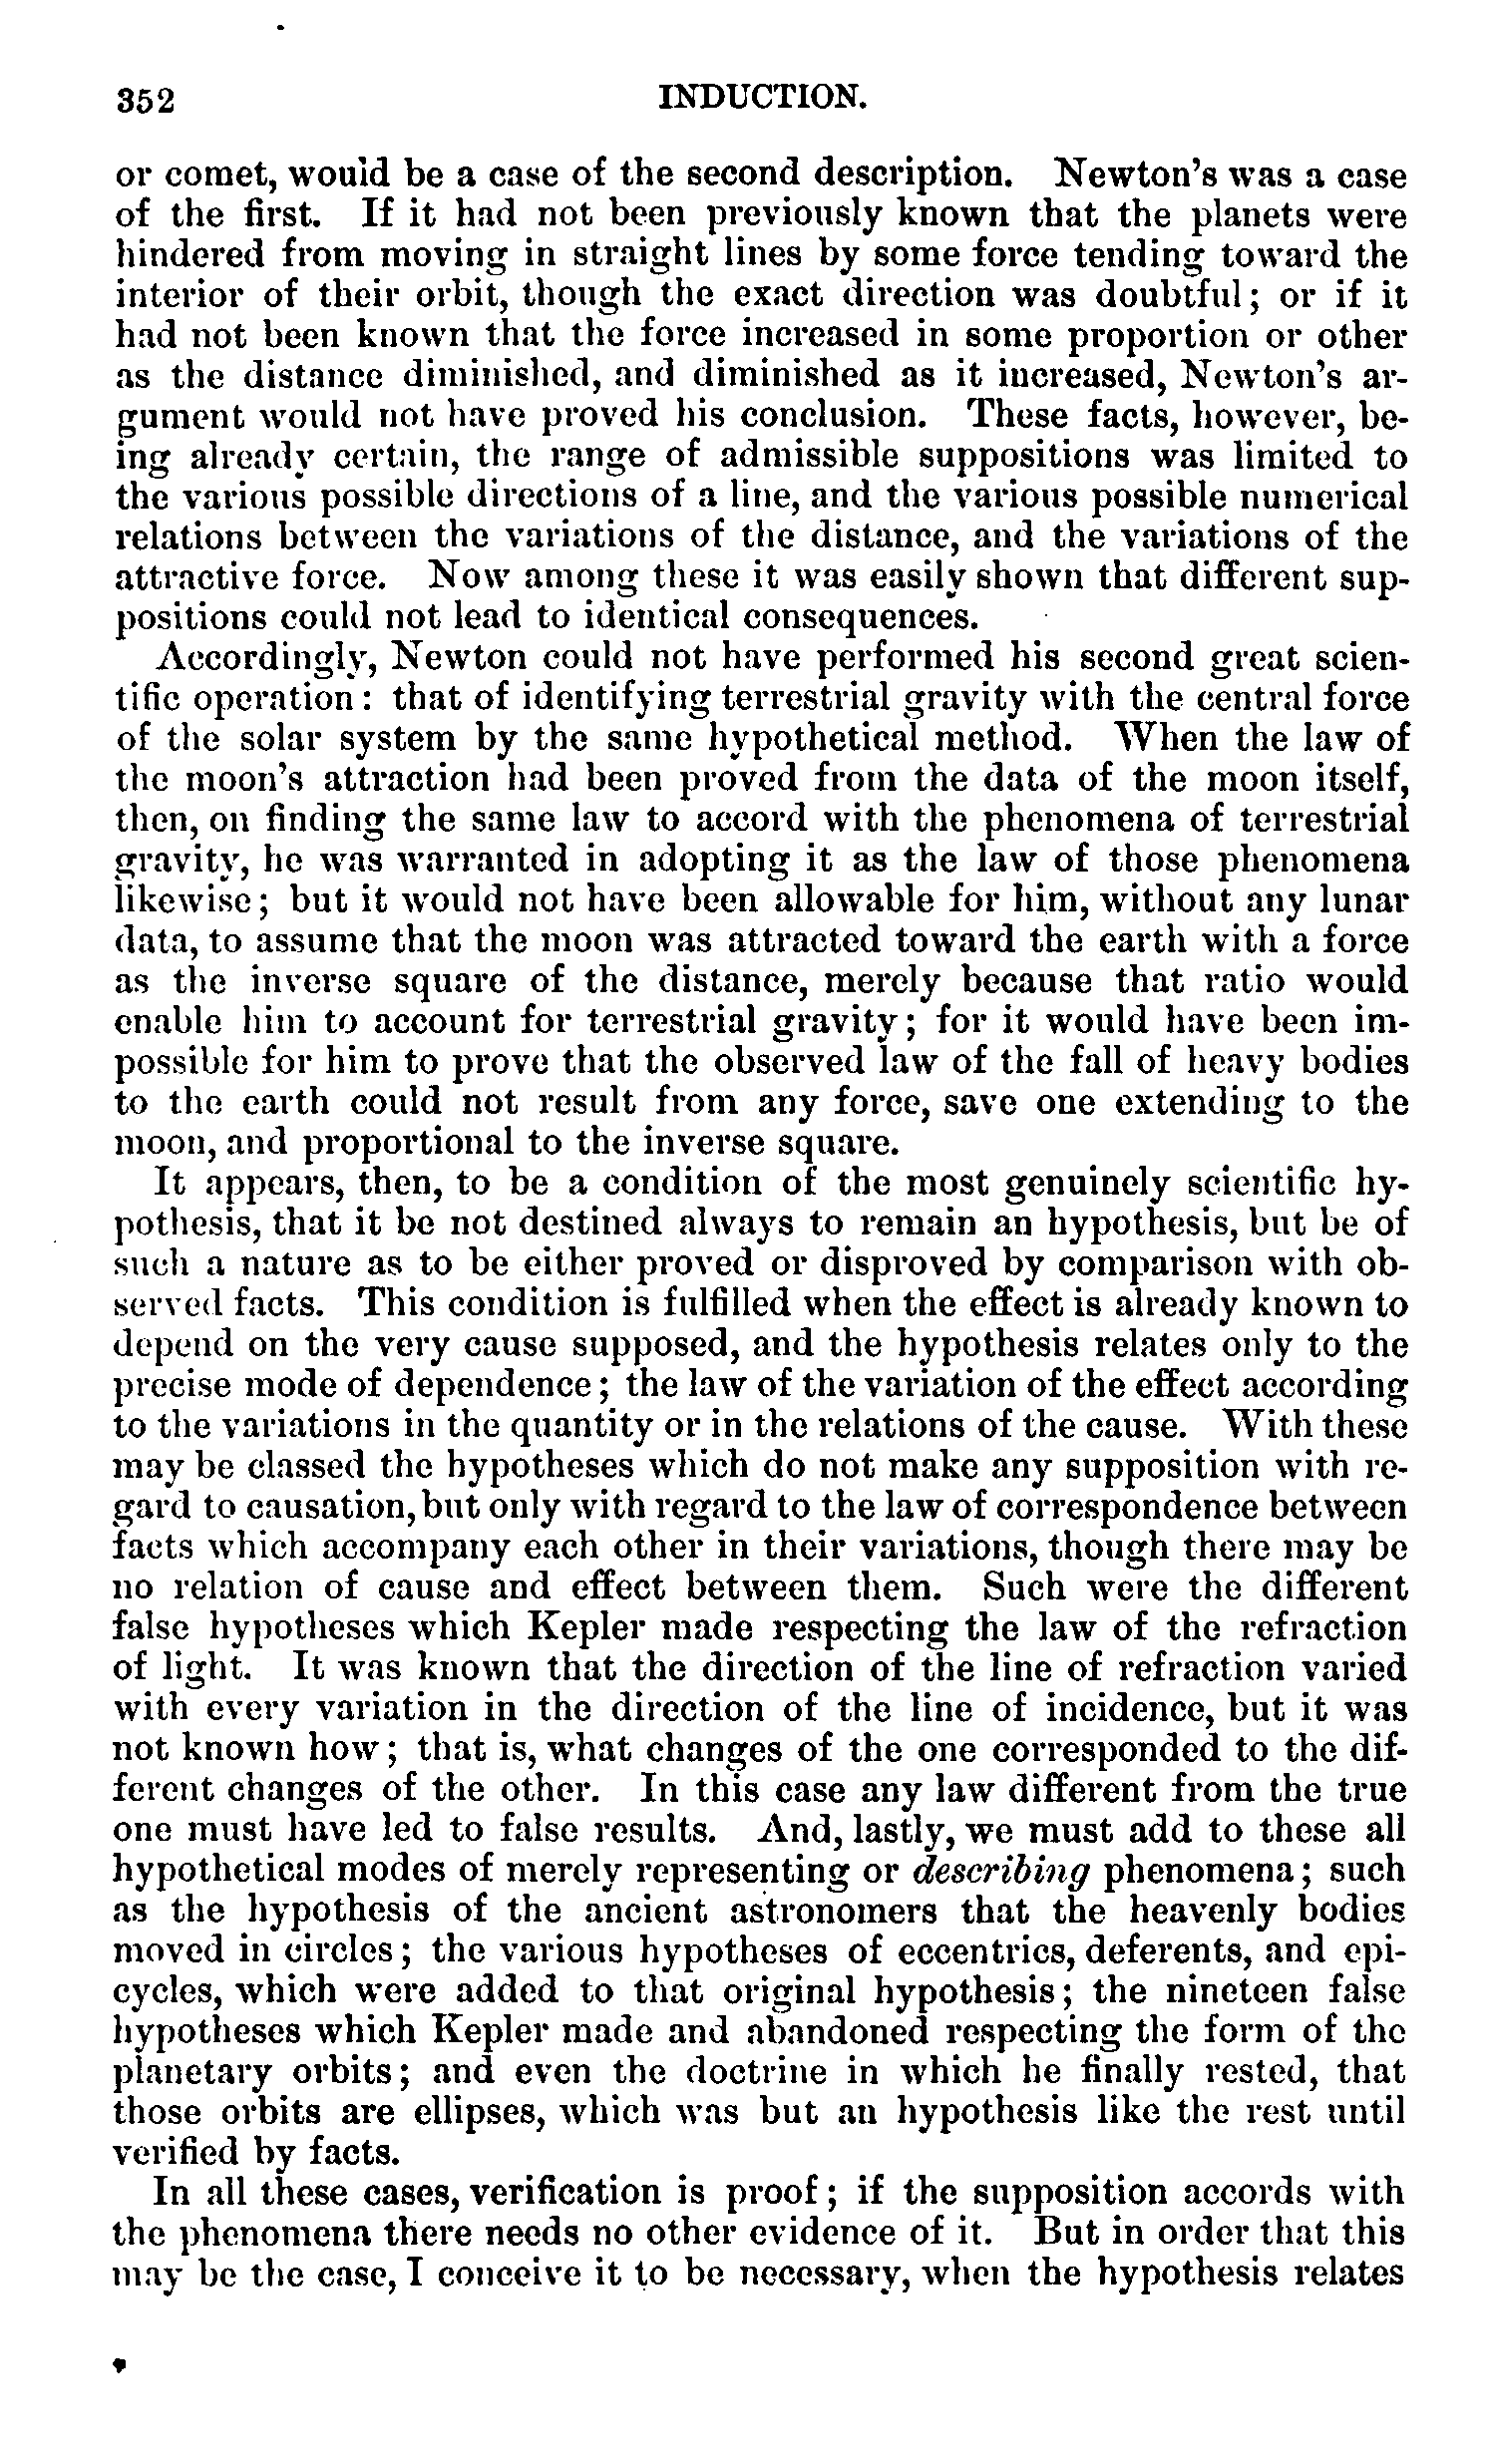 352 INDUCTION.
or comet, would be a case of the second description. Newton's was a case
of the first. If it had not been previously known that the planets were
hindered from moving in straight lines by some force tending toward the
interior of their orbit, though the exact direction was doubtful; or if it
had not been known that the force increased in some proportion or other
as the distance diminished, and diminished as it increased, Newton's ar-
gument would not have proved his conclusion. These facts, however, be-
ing already certain, the range of admissible suppositions was limited to
the various possible directions of a line, and the various possible numerical
relations between the variations of the distance, and the variations of the
attractive force. Now among these it was easily shown that different sup-
positions could not lead to identical consequences.
Accordingly, Newton could not have performed his second great scien-
tific operation: that of identifying terrestrial gravity with the central force
of the solar system by the same hypothetical method. When the law of
the moon's attraction had been proved from the data of the moon itself,
then, on finding the same law to accord with the phenomena of terrestrial
gravity, he was warranted in adopting it as the law of those phenomena
likewise; but it would not have been allowable for him, without any lunar
data, to assume that the moon was attracted toward the earth with a force
as the inverse square of the distance, merely because that ratio would
enable him to account for terrestrial gravity; for it would have been im-
possible for him to prove that the observed law of the fall of heavy bodies
to the earth could not result from any force, save one extending to the
moon, and proportional to the inverse square.
It appears, then, to be a condition of the most genuinely scientific hy-
pothesis, that it be not destined always to remain an hypothesis, but be of
such a nature as to be either proved or disproved by comparison with ob-
served facts. This condition is fulfilled when the effect is already known to
depend on the very cause supposed, and the hypothesis relates only to the
precise mode of dependence; the law of the variation of the effect according
to the variations in the quantity or in the relations of the cause. With these
may be classed the hypotheses which do not make any supposition with re-
gard to causation, but only with regard to the law of correspondence between
facts which accompany each other in their variations, though there may be
no relation of cause and effect between them. Such were the different
false hypotheses which Kepler made respecting the law of the refraction
of light. It was known that the direction of the line of refraction varied
with every variation in the direction of the line of incidence, but it was
not known how; that is, what changes of the one corresponded to the dif-
ferent changes of the other. In this case any law different from the true
one must have led to false results. And, lastly, we must add to these all
hypothetical modes of merely representing or describing phenomena; such
as the hypothesis of the ancient astronomers that the heavenly bodies
moved in circles; the various hypotheses of eccentrics, deferents, and epi-
cycles, which were added to that original hypothesis; the nineteen false
hypotheses which Kepler made and abandoned respecting the form of the
planetary orbits; and even the doctrine in which he finally rested, that
those orbits are ellipses, which was but an hypothesis like the rest until
verified by facts.
In all these cases, verification is proof; if the supposition accords with
the phenomena there needs no other evidence of it. But in order that this
may be the case, I conceive it to be necessary, when the hypothesis relates